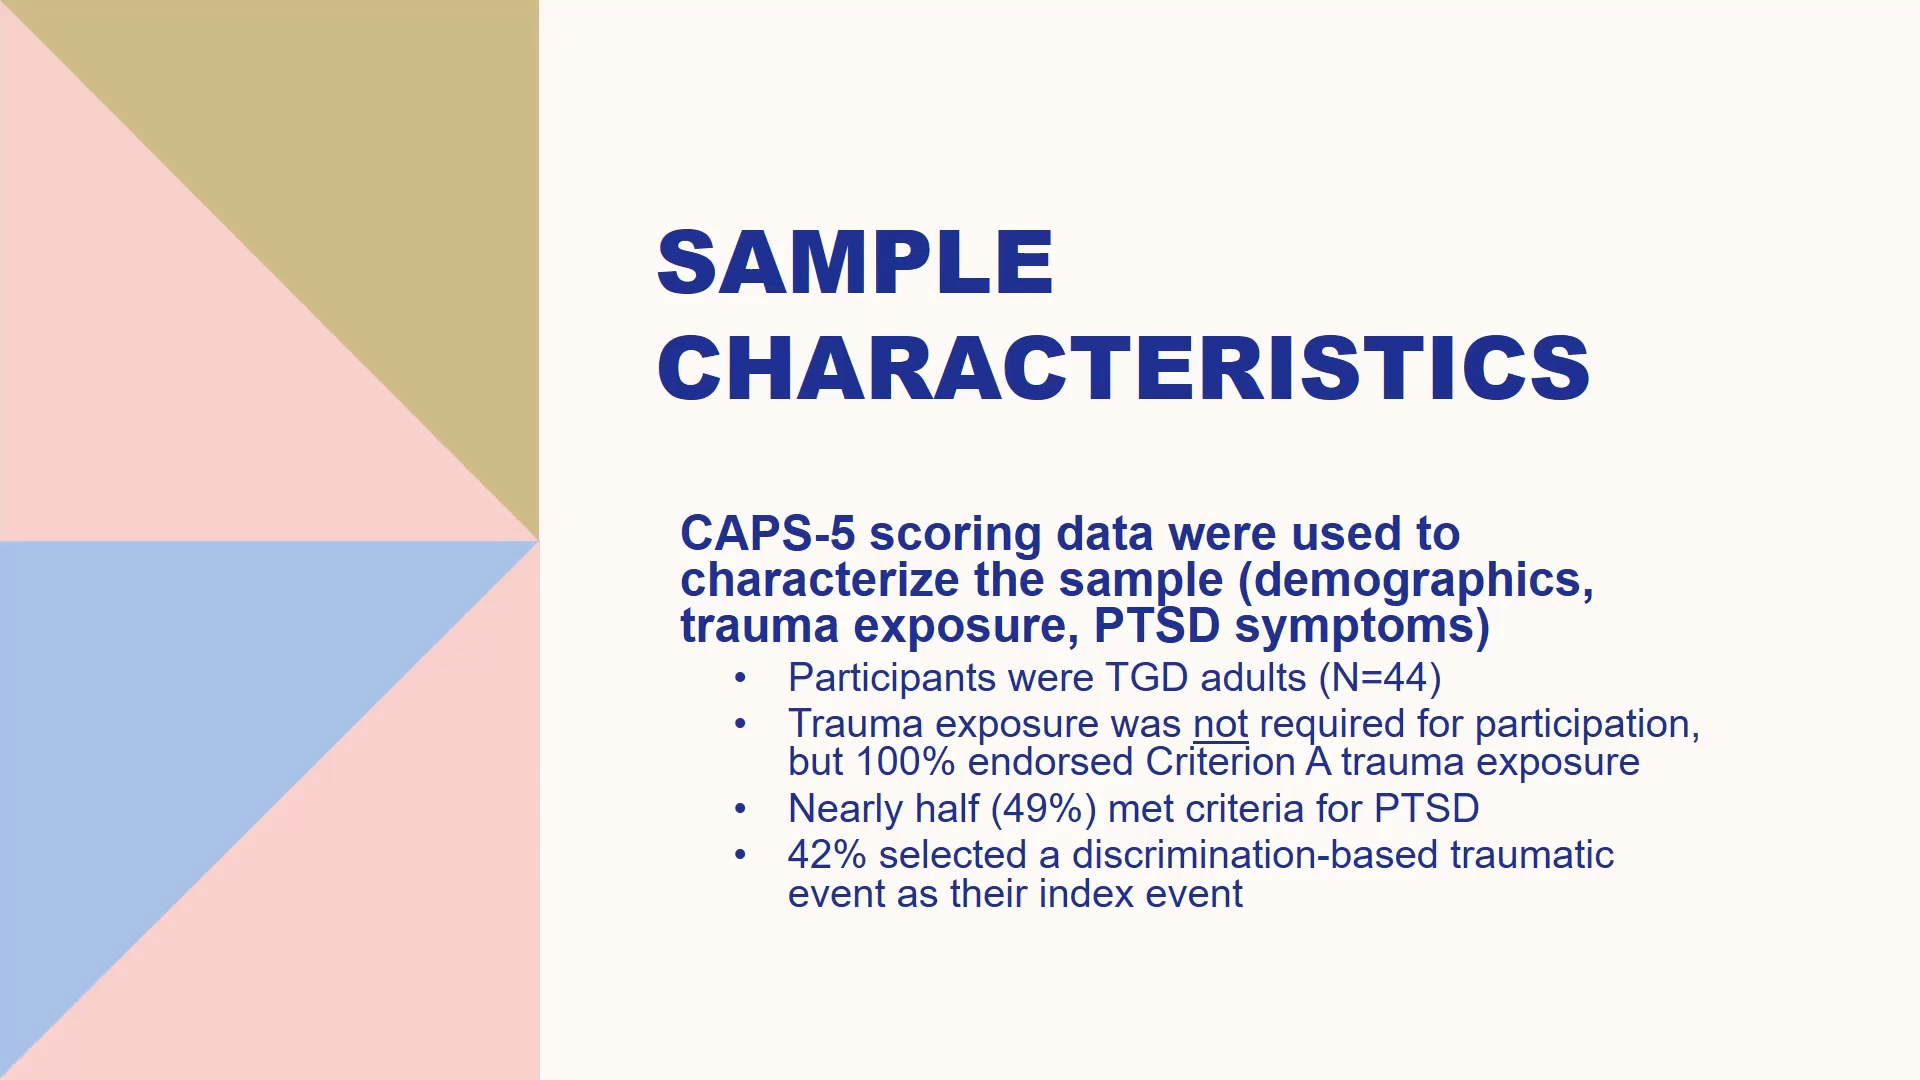 SAMPLE
CHARACTERISTICS
CAPS-5 scoring data were used to
characterize the sample (demographics,
trauma exposure, PTSD symptoms)
• Participants were TGD adults (N=44)
• Trauma exposure was not required for participation,
but 100% endorsed Criterion A trauma exposure
• Nearly half (49%) met criteria for PTSD
• 42% selected a discrimination-based traumatic
event as their index event